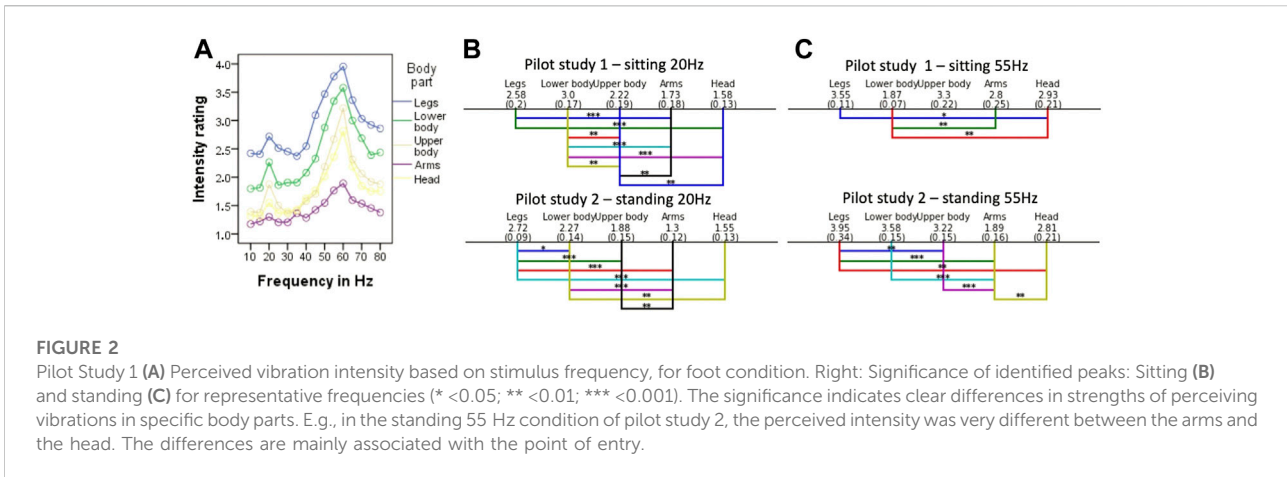 A
4.0
3.5
3.0
2.5
2.0
1.5
1.0
Intensity rating
10 20 30 40 50 60 70 80
Frequency in Hz
Body
part
Legs
Lower
body
Upper
body
Arms
Head
B
Pilot study 1 – sitting 20Hz
Legs Lower body Upper body Arms Head
2.58 3.0 2.22 1.73 1.58
(0.2) (0.17) (0.19) (0.18) (0.13)
***
***
**
***
***
**
**
**
Pilot study 2 – standing 20Hz
Legs Lower body Upper body Arms Head
2.72 2.27 1.88 1.3 1.55
(0.09) (0.14) (0.15) (0.12) (0.13)
*
***
***
***
***
**
**
C
Pilot study 1 – sitting 55Hz
Legs Lower body Upper body Arms Head
3.55 1.87 3.3 2.8 2.93
(0.11) (0.07) (0.22) (0.25) (0.21)
*
**
**
Pilot study 2 – standing 55Hz
Legs Lower body Upper body Arms Head
3.95 3.58 3.22 1.89 2.81
(0.34) (0.15) (0.15) (0.16) (0.21)
**
***
**
***
***
**
FIGURE 2
Pilot Study 1 (A) Perceived vibration intensity based on stimulus frequency, for foot condition. Right: Significance of identified peaks: Sitting (B)
and standing (C) for representative frequencies (* <0.05; ** <0.01; *** <0.001). The significance indicates clear differences in strengths of perceiving
vibrations in specific body parts. E.g., in the standing 55 Hz condition of pilot study 2, the perceived intensity was very different between the arms and
the head. The differences are mainly associated with the point of entry.